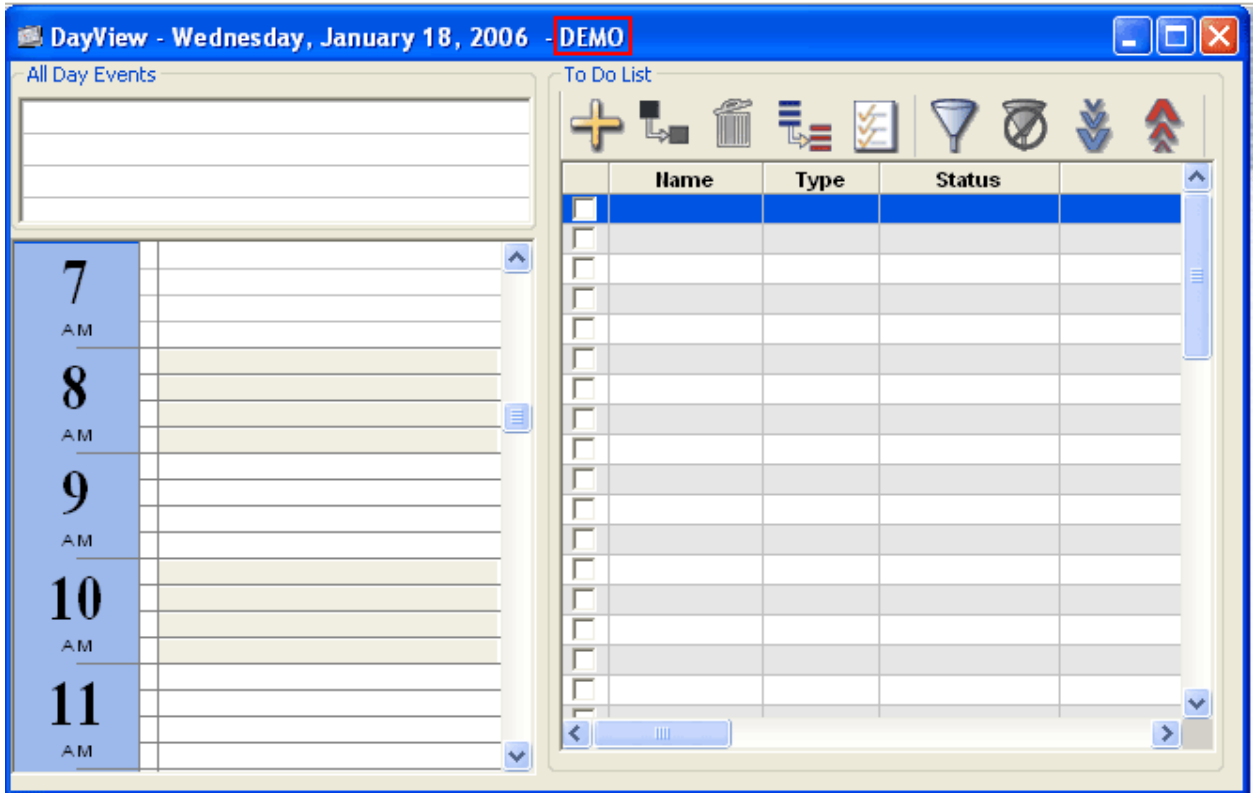 DayView - Wednesday, January 18, 2006 - DEMO
All Day Events
To Do List
Name Type Status
7
AM
8
AM
9
AM
10
AM
11
AM